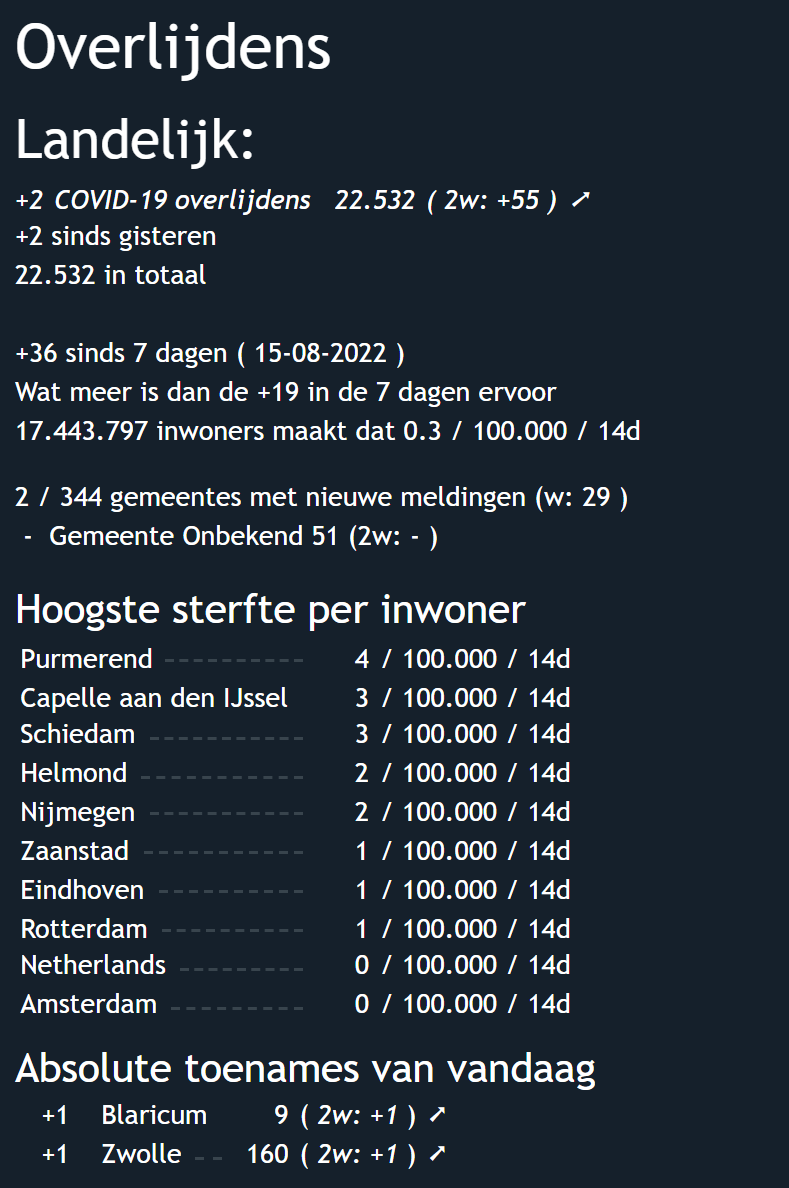 Overlijdens
Landelijk:
+2 COVID-19 overlijdens 22.532 ( 2w: +55 ) ↗
+2 sinds gisteren
22.532 in totaal
+36 sinds 7 dagen ( 15-08-2022 )
Wat meer is dan de +19 in de 7 dagen ervoor
17.443.797 inwoners maakt dat 0.3 / 100.000 / 14d
2 / 344 gemeentes met nieuwe meldingen (w: 29 )
- Gemeente Onbekend 51 (2w: - )
Hoogste sterfte per inwoner
Purmerend ---------- 4 / 100.000 / 14d
Capelle aan den IJssel 3 / 100.000 / 14d
Schiedam ----------- 3 / 100.000 / 14d
Helmond ----------- 2 / 100.000 / 14d
Nijmegen ----------- 2 / 100.000 / 14d
Zaanstad ----------- 1 / 100.000 / 14d
Eindhoven ---------- 1 / 100.000 / 14d
Rotterdam ---------- 1 / 100.000 / 14d
Netherlands --------- 0 / 100.000 / 14d
Amsterdam --------- 0 / 100.000 / 14d
Absolute toenames van vandaag
+1 Blaricum 9 ( 2w: +1 ) ↗
+1 Zwolle -- 160 ( 2w: +1 ) ↗